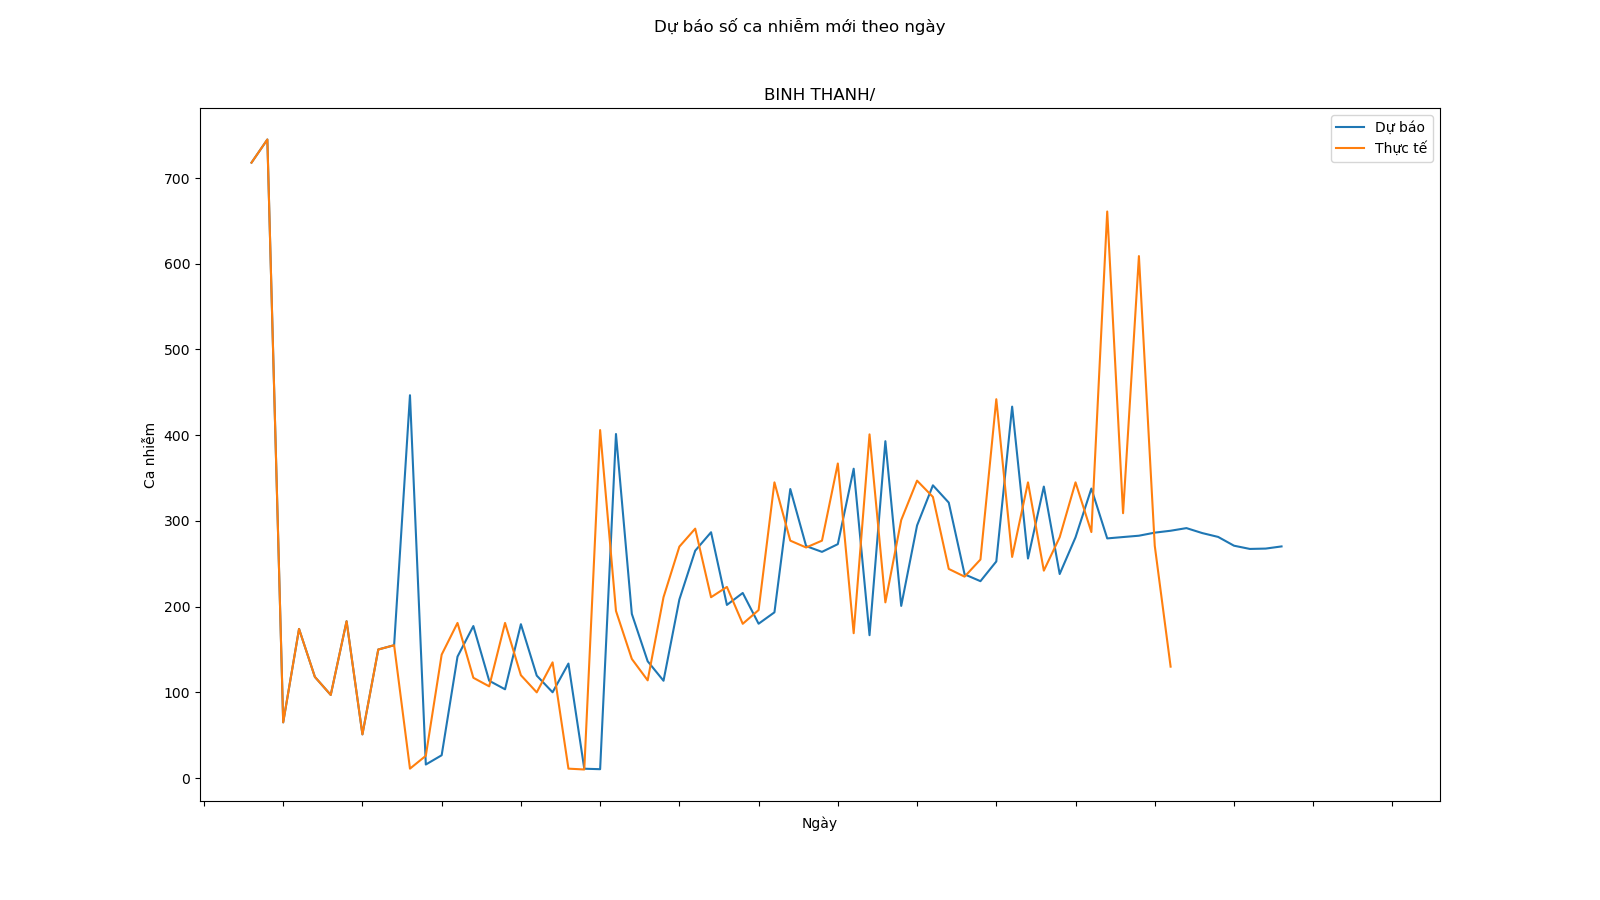 Dự báo số ca nhiễm mới theo ngày
BINH THANH/
Dự báo
Thực tế
700
600
500
400
300
200
100
0
Ca nhiễm
Ngày